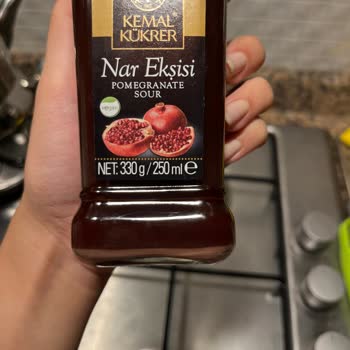 KEMAL
KÜKRER
Nar Ekşisi
POMEGRANATE
SOUR
NET: 330 g / 250 ml ℮